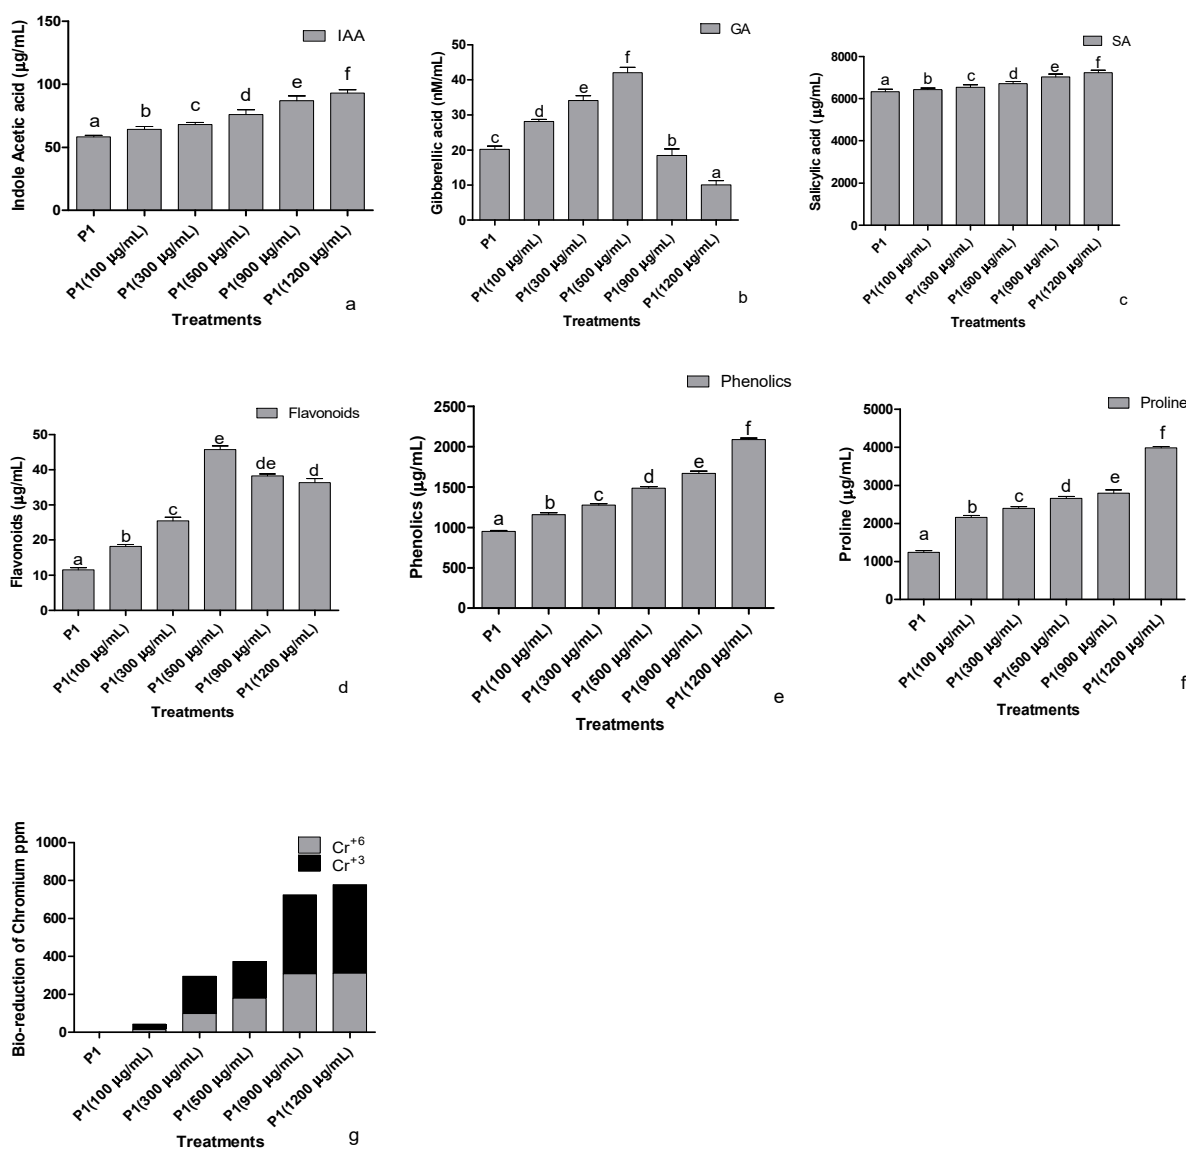 IAA
Indole Acetic acid (µg/mL)
150
100
50
0
a
b
c
d
e
f
P1
P1(100 µg/mL)
P1(300 µg/mL)
P1(500 µg/mL)
P1(900 µg/mL)
P1(1200 µg/mL)
Treatments
a
GA
Gibberellic acid (nM/mL)
50
40
30
20
10
0
c
d
e
f
b
a
P1
P1(100 µg/mL)
P1(300 µg/mL)
P1(500 µg/mL)
P1(900 µg/mL)
P1(1200 µg/mL)
Treatments
b
SA
Salicylic acid (µg/mL)
8000
6000
4000
2000
0
a
b
c
d
e
f
P1
P1(100 µg/mL)
P1(300 µg/mL)
P1(500 µg/mL)
P1(900 µg/mL)
P1(1200 µg/mL)
Treatments
c
Flavonoids
Flavonoids (µg/mL)
50
40
30
20
10
0
a
b
c
e
de
d
P1
P1(100 µg/mL)
P1(300 µg/mL)
P1(500 µg/mL)
P1(900 µg/mL)
P1(1200 µg/mL)
Treatments
d
Phenolics
Phenolics (µg/mL)
2500
2000
1500
1000
500
0
a
b
c
d
e
f
P1
P1(100 µg/mL)
P1(300 µg/mL)
P1(500 µg/mL)
P1(900 µg/mL)
P1(1200 µg/mL)
Treatments
e
Proline
Proline (µg/mL)
5000
4000
3000
2000
1000
0
a
b
c
d
e
f
P1
P1(100 µg/mL)
P1(300 µg/mL)
P1(500 µg/mL)
P1(900 µg/mL)
P1(1200 µg/mL)
Treatments
f
Cr+6
Cr+3
Bio-reduction of Chromium ppm
1000
800
600
400
200
0
P1
P1(100 µg/mL)
P1(300 µg/mL)
P1(500 µg/mL)
P1(900 µg/mL)
P1(1200 µg/mL)
Treatments
g